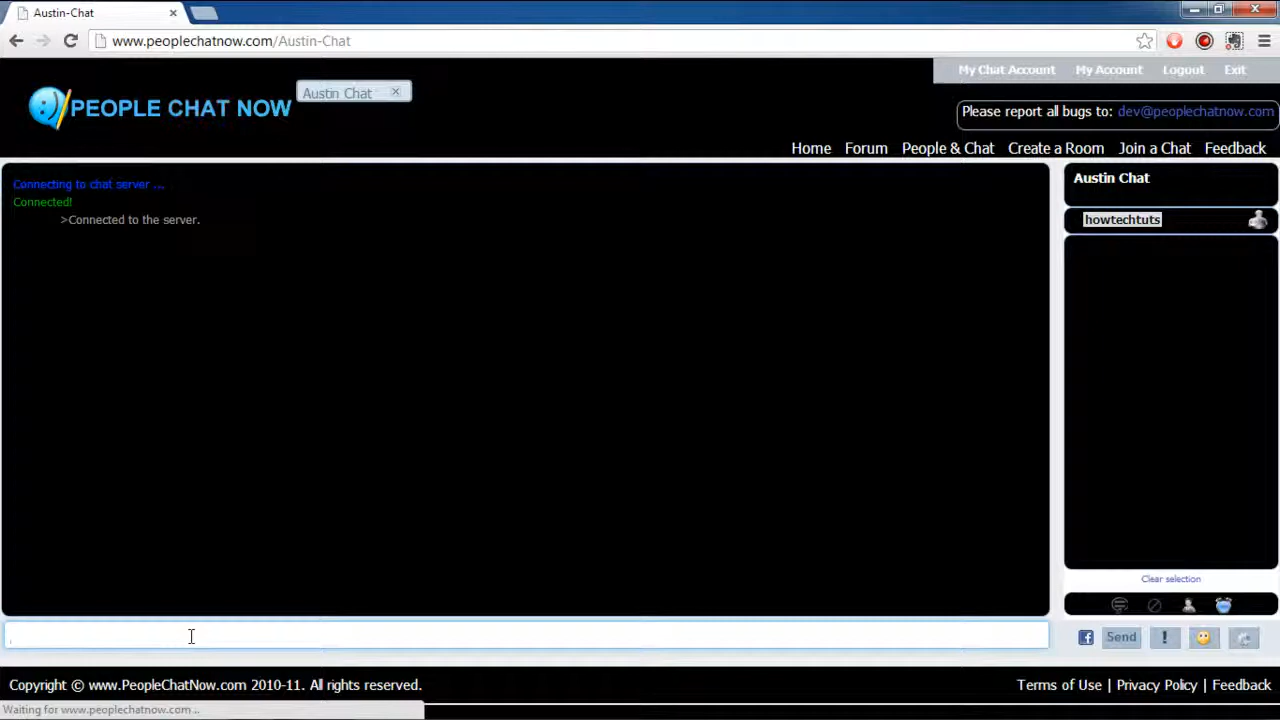 Austin-Chat
www.peoplechatnow.com/Austin-Chat
My Chat Account My Account Logout Exit
PEOPLE CHAT NOW
Austin Chat
Please report all bugs to: dev@peoplechatnow.com
Home Forum People & Chat Create a Room Join a Chat Feedback
Connecting to chat server ...
Connected!
>Connected to the server.
Austin Chat
howtechtuts
Clear selection
Send
Copyright © www.PeopleChatNow.com 2010-11. All rights reserved.
Terms of Use | Privacy Policy | Feedback
Waiting for www.peoplechatnow.com...